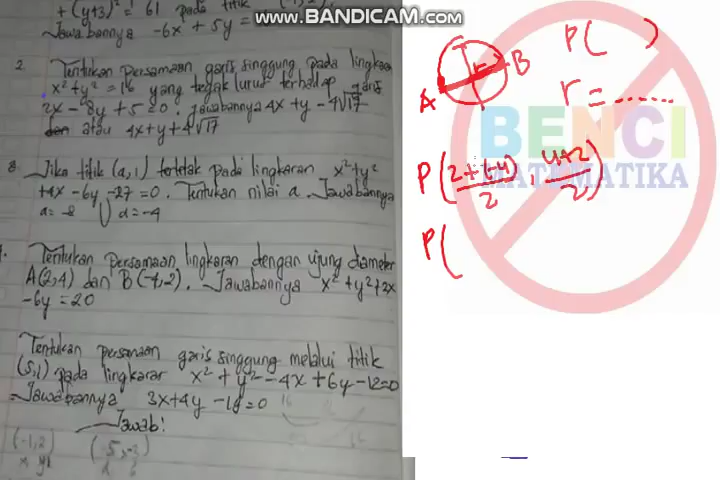 WWW.BANDICAM.COM
+ (y+3)² = 61 pada titik
Jawabannya -6x + 5y =
2. Tentukan Persamaan garis singgung pada lingkaran
x² + y² = 16 yang tegak lurus terhadap garis
2x - 8y + 5 = 0. Jawabannya 4x + y - 4√17
atau 4x + y + 4√17
8. Jika titik (a, 1) terletak pada lingkaran x² + y²
+ 4x - 6y - 27 = 0. Tentukan nilai a. Jawabannya
a = - a = -4
Tentukan Persamaan lingkaran dengan ujung diameter
A(2,4) dan B(-4,2). Jawabannya x² + y² + 2x
-6y = 20
Tentukan persamaan garis singgung melalui titik
(5,1) pada lingkaran x² + y² - 4x + 6y - 12 = 0
Jawabannya 3x + 4y - 19 = 0
Jawab:
(-1, 2)
x y1
A B
P( )
r = ......
P(2+(-4)/2, 4+2/2)
P(
BENCI
MATEMATIKA